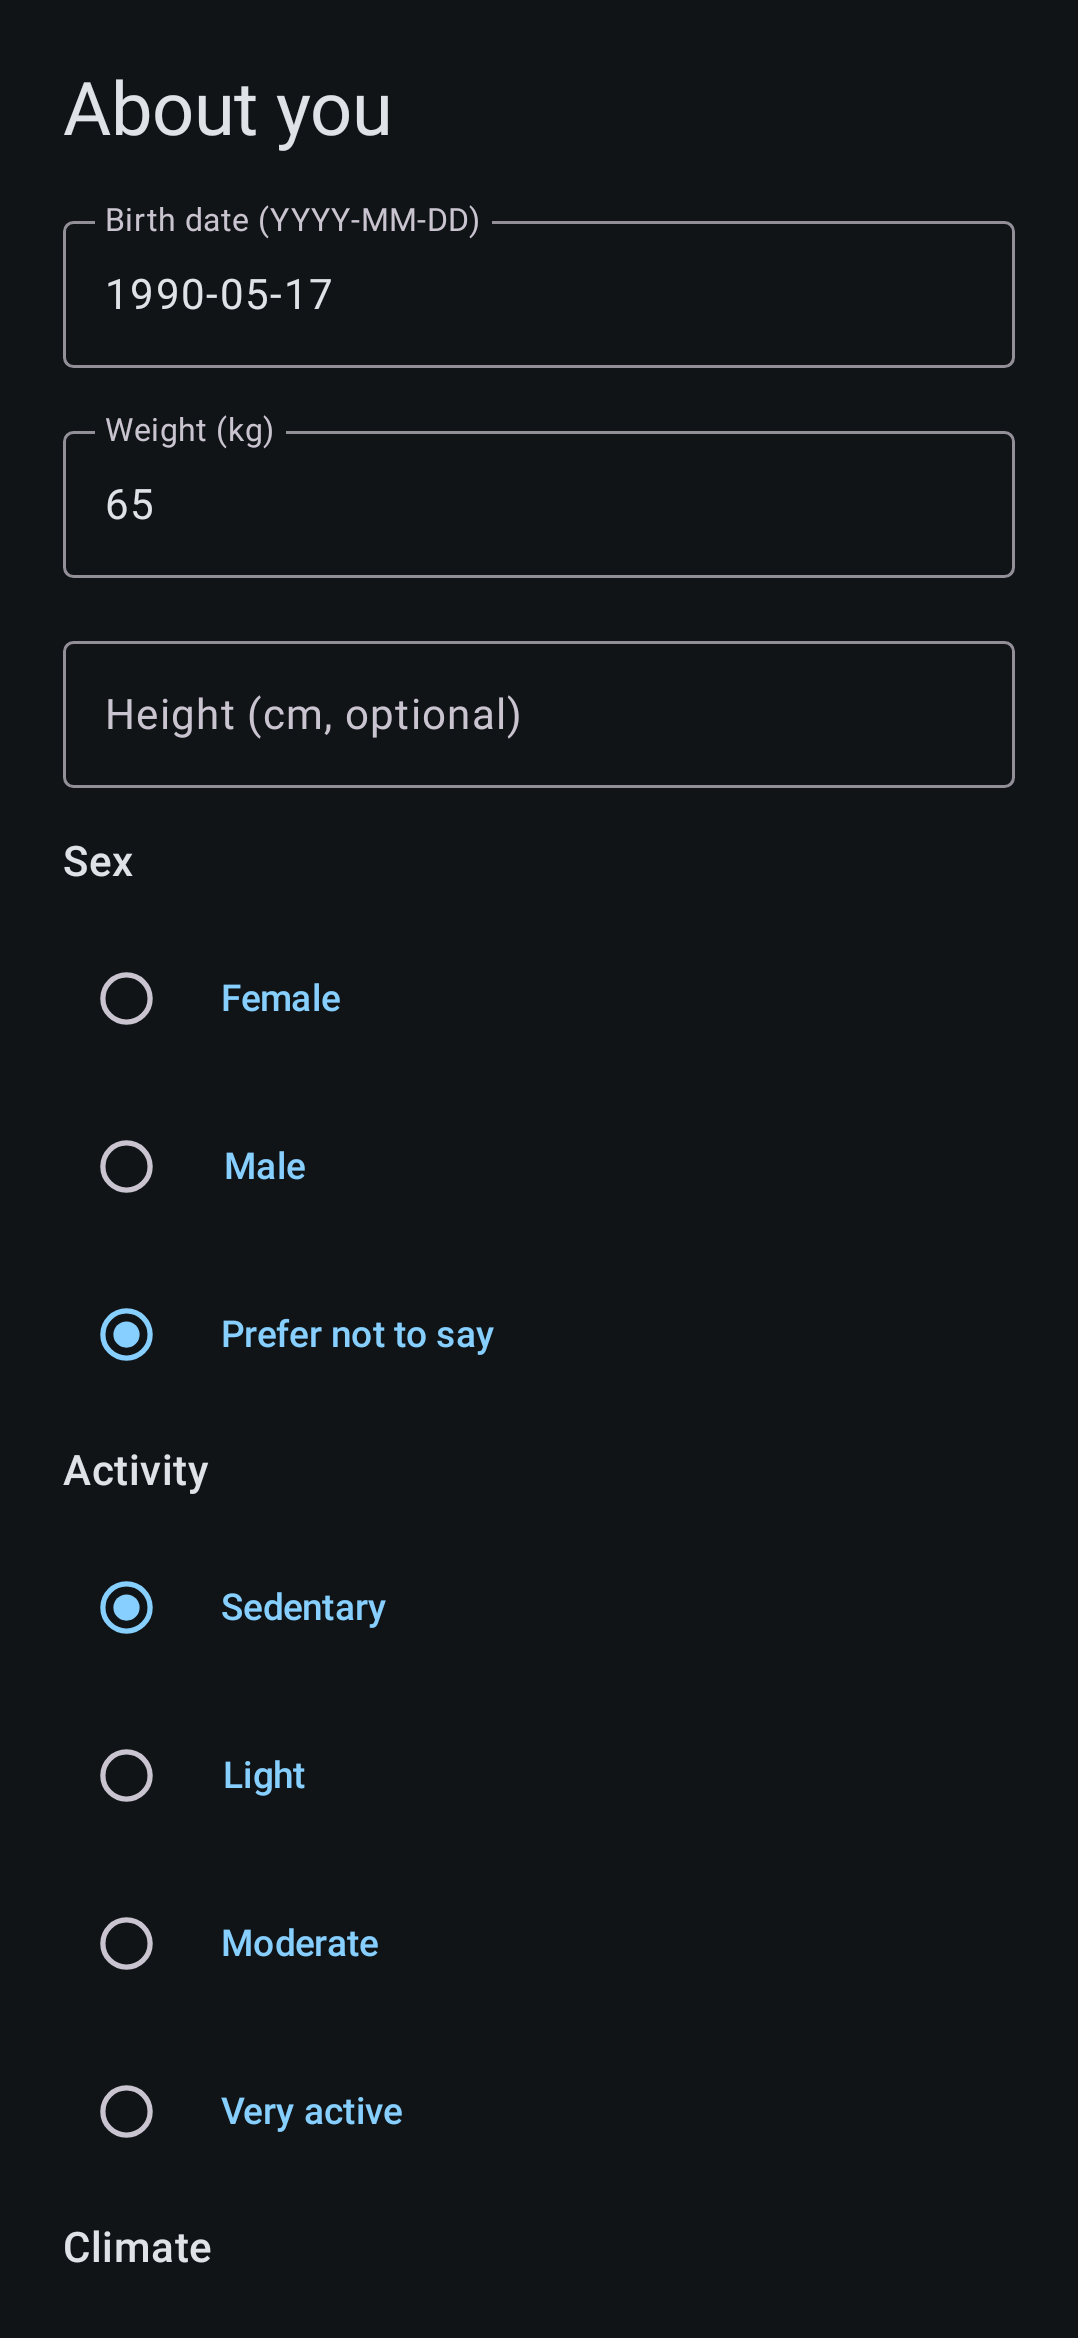 About you
Birth date (YYYY-MM-DD)
1990-05-17
Weight (kg)
65
Height (cm, optional)
Sex
Female
Male
Prefer not to say
Activity
Sedentary
Light
Moderate
Very active
Climate